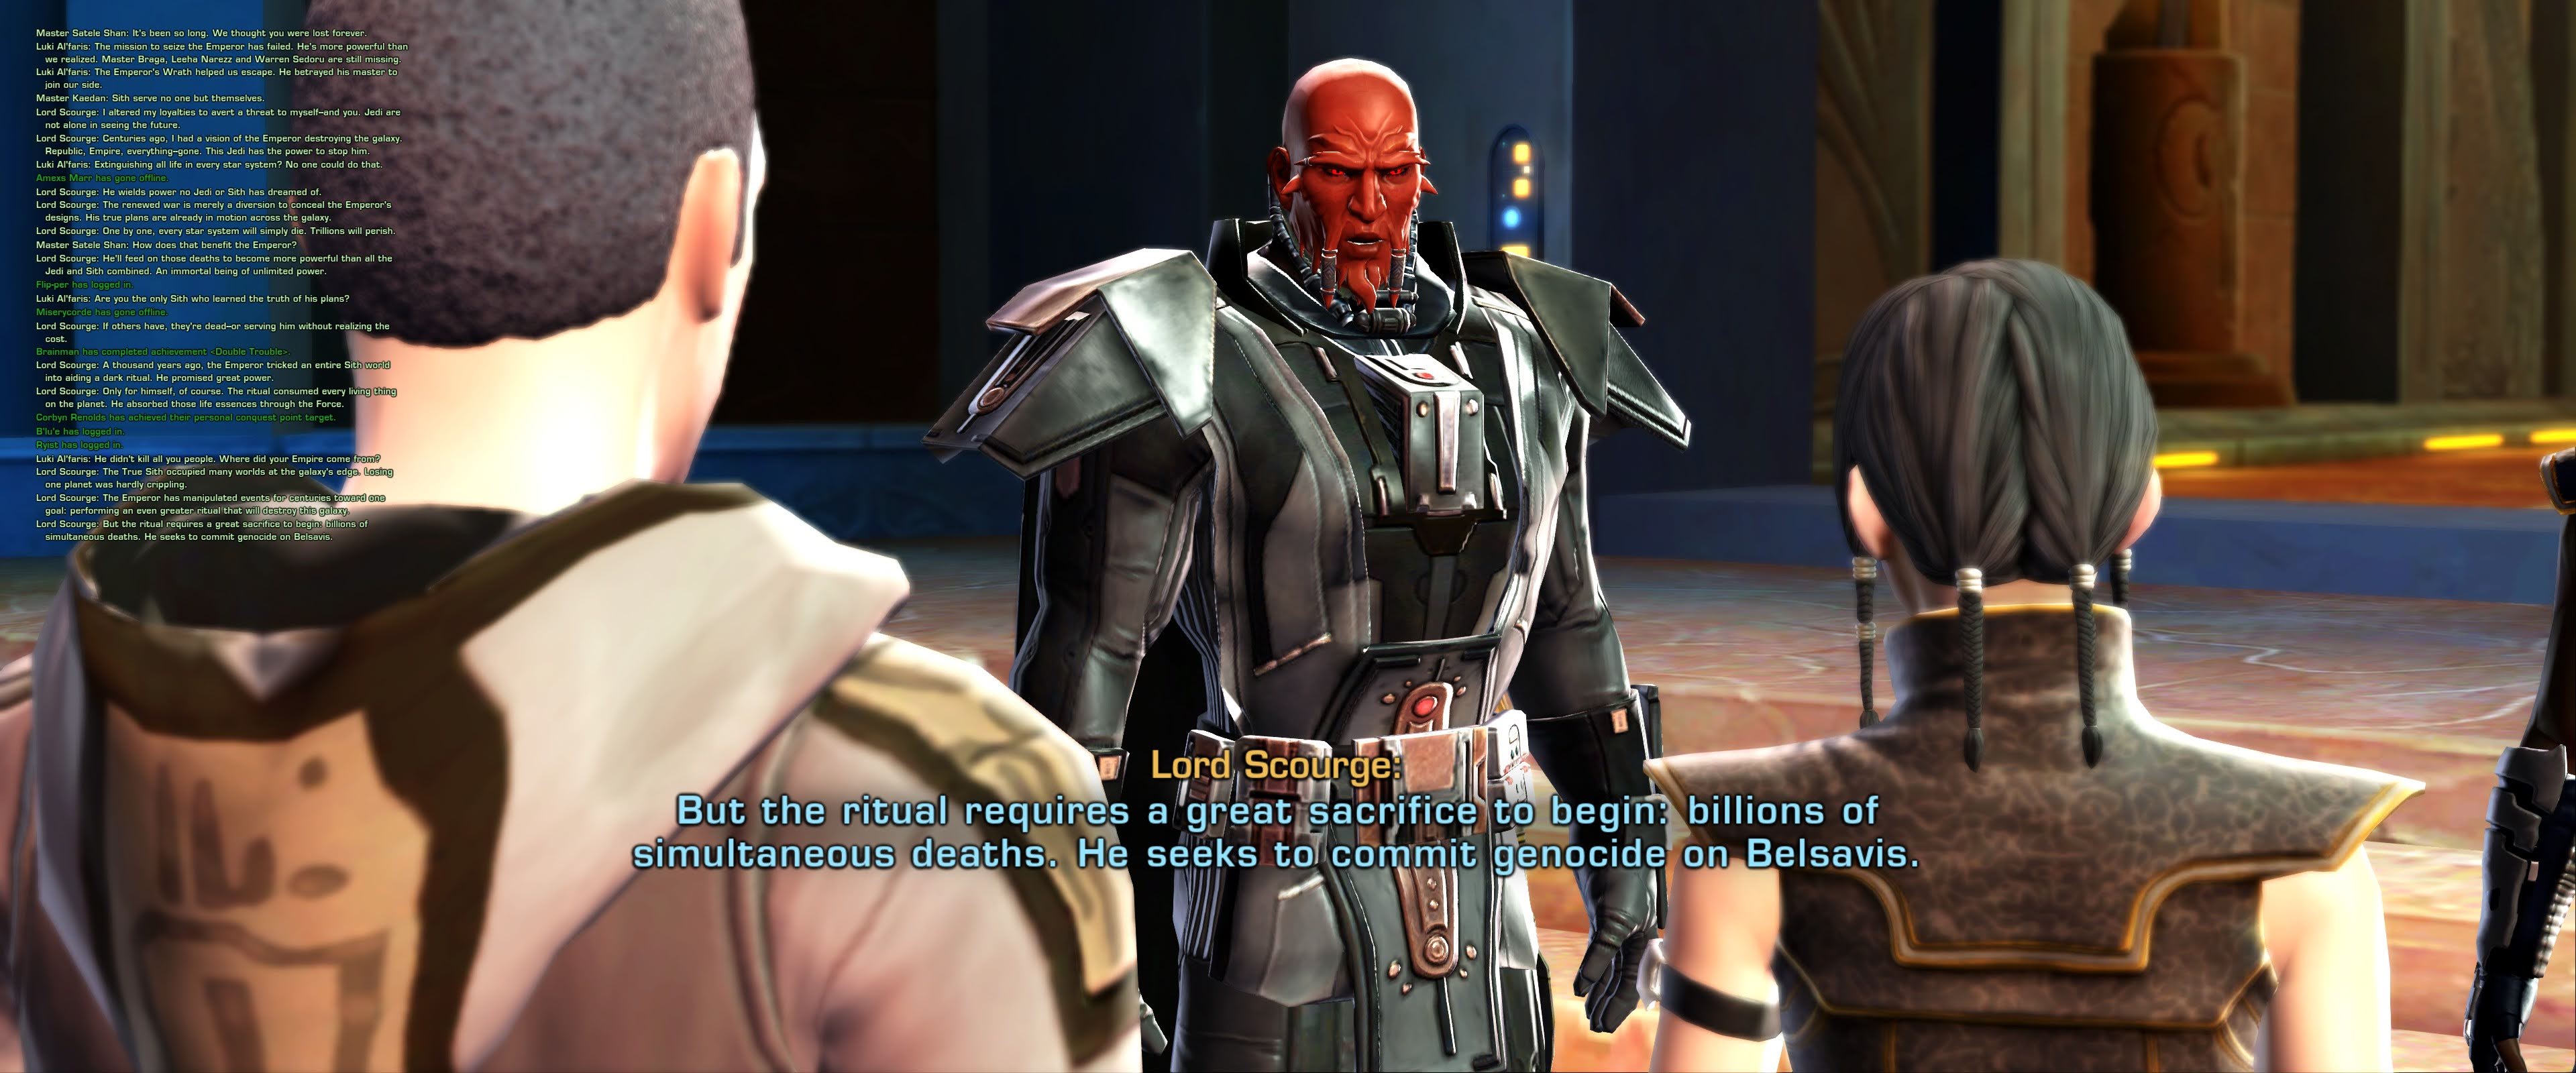 Master Satele Shan: It's been so long. We thought you were lost forever.
Luki Al'faris: The mission to seize the Emperor has failed. He's more powerful than
we realized. Master Braga, Leeha Narezz and Warren Sedoru are still missing.
Luki Al'faris: The Emperor's Wrath helped us escape. He betrayed his master to
join our side.
Master Kaedan: Sith serve no one but themselves.
Lord Scourge: I altered my loyalties to avert a threat to myself—and you. Jedi are
not alone in seeing the future.
Lord Scourge: Centuries ago, I had a vision of the Emperor destroying the galaxy.
Republic, Empire, everything—gone. This Jedi has the power to stop him.
Luki Al'faris: Extinguishing all life in every star system? No one could do that.
Amexs Marr has gone offline.
Lord Scourge: He wields power no Jedi or Sith has dreamed of.
Lord Scourge: The renewed war is merely a diversion to conceal the Emperor's
designs. His true plans are already in motion across the galaxy.
Lord Scourge: One by one, every star system will simply die. Trillions will perish.
Master Satele Shan: How does that benefit the Emperor?
Lord Scourge: He'll feed on those deaths to become more powerful than all the
Jedi and Sith combined. An immortal being of unlimited power.
Flip-per has logged in.
Luki Al'faris: Are you the only Sith who learned the truth of his plans?
Miserycorde has gone offline.
Lord Scourge: If others have, they're dead—or serving him without realizing the
cost.
Brainman has completed achievement <Double Trouble>.
Lord Scourge: A thousand years ago, the Emperor tricked an entire Sith world
into aiding a dark ritual. He promised great power.
Lord Scourge: Only for himself, of course. The ritual consumed every living thing
on the planet. He absorbed those life essences through the Force.
Corbyn Renolds has achieved their personal conquest point target.
B'lu'e has logged in.
Ryist has logged in.
Luki Al'faris: He didn't kill all you people. Where did your Empire come from?
Lord Scourge: The True Sith occupied many worlds at the galaxy's edge. Losing
one planet was hardly crippling.
Lord Scourge: The Emperor has manipulated events for centuries toward one
goal: performing an even greater ritual that will destroy this galaxy.
Lord Scourge: But the ritual requires a great sacrifice to begin: billions of
simultaneous deaths. He seeks to commit genocide on Belsavis.
Lord Scourge:
But the ritual requires a great sacrifice to begin: billions of
simultaneous deaths. He seeks to commit genocide on Belsavis.